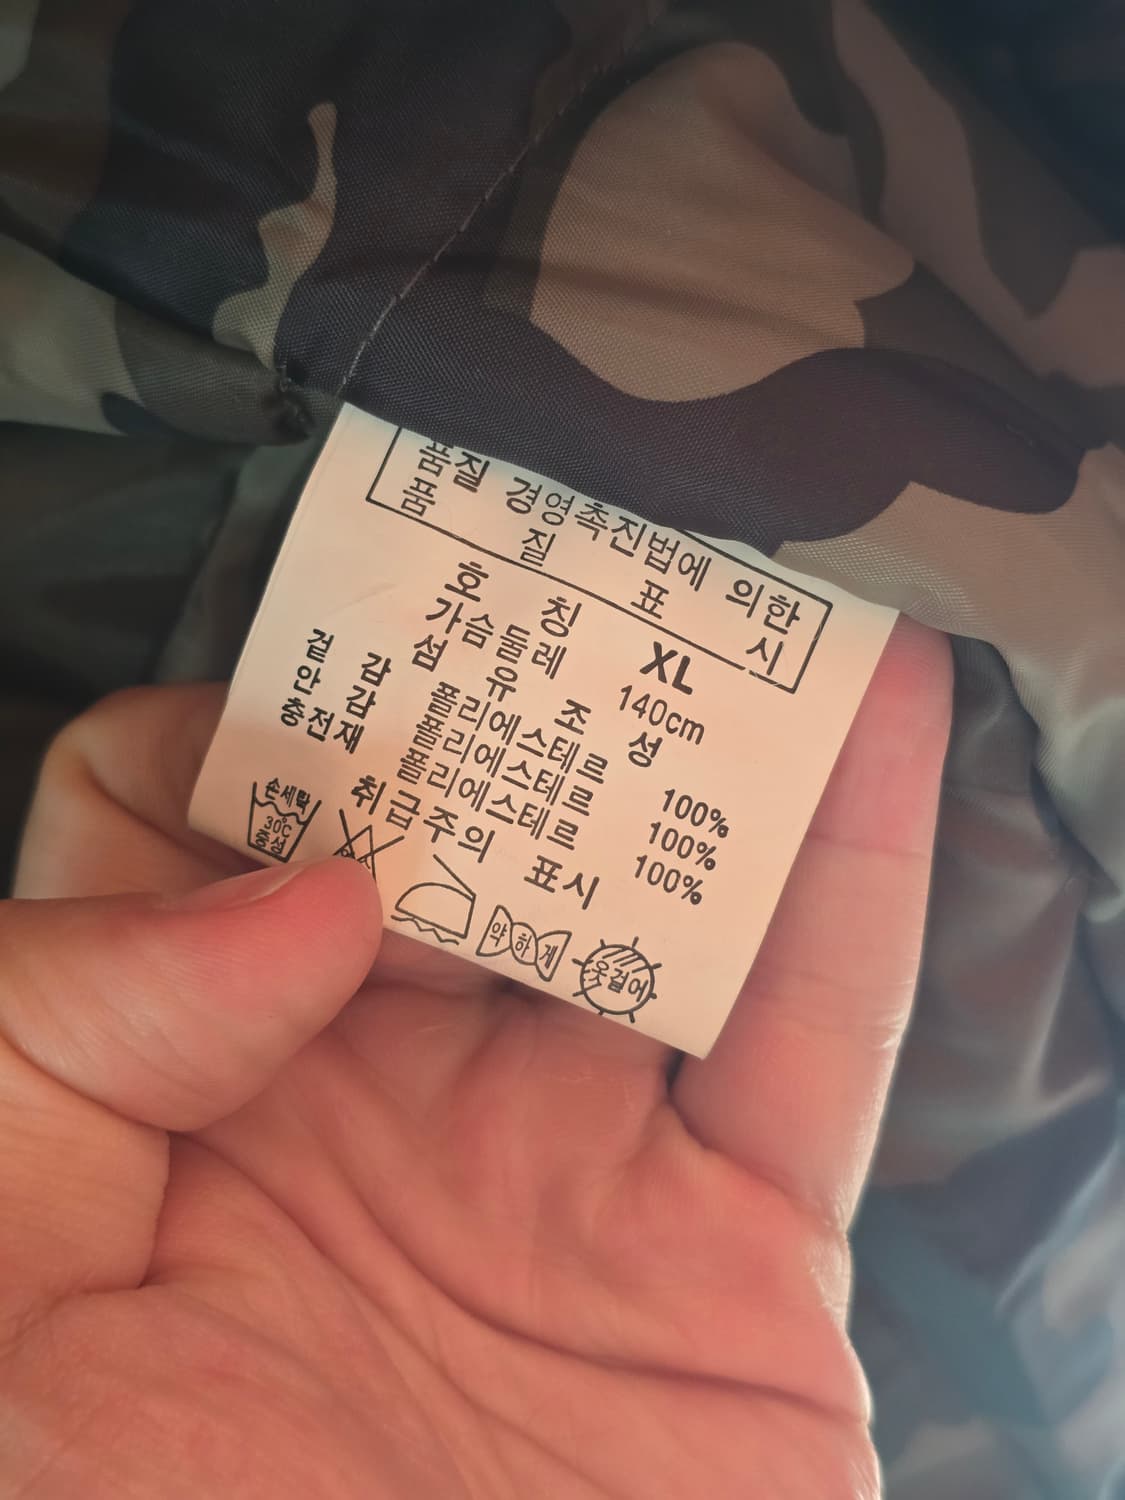 품질 경영촉진법에 의한
품 질 표 시
호 칭 XL
가슴둘레 140cm
섬 유 조 성
겉 감 폴리에스테르 100%
안 감 폴리에스테르 100%
충전재 폴리에스테르 100%
취급주의 표시
손세탁
30℃
중성
약하게
옷걸어